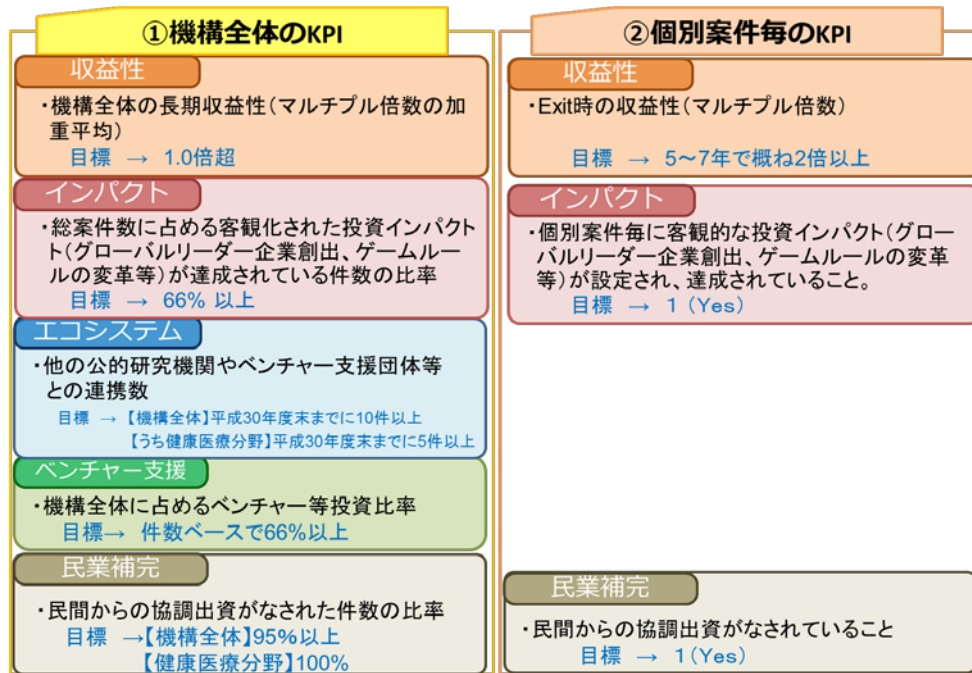 ①機構全体のKPI
収益性
・機構全体の長期収益性(マルチプル倍数の加
重平均)
目標 → 1.0倍超
インパクト
・総案件数に占める客観化された投資インパクト
ト(グローバルリーダー企業創出、ゲームルー
ルの変革等)が達成されている件数の比率
目標 → 66% 以上
エコシステム
・他の公的研究機関やベンチャー支援団体等
との連携数
目標 → 【機構全体】平成30年度末までに10件以上
【うち健康医療分野】平成30年度末までに5件以上
ベンチャー支援
・機構全体に占めるベンチャー等投資比率
目標→ 件数ベースで66%以上
民業補完
・民間からの協調出資がなされた件数の比率
目標 →【機構全体】95%以上
【健康医療分野】100%
②個別案件毎のKPI
収益性
・Exit時の収益性(マルチプル倍数)
目標 → 5~7年で概ね2倍以上
インパクト
・個別案件毎に客観的な投資インパクト(グロー
バルリーダー企業創出、ゲームルールの変革
等)が設定され、達成されていること。
目標 → 1 (Yes)
民業補完
・民間からの協調出資がなされていること
目標 → 1(Yes)